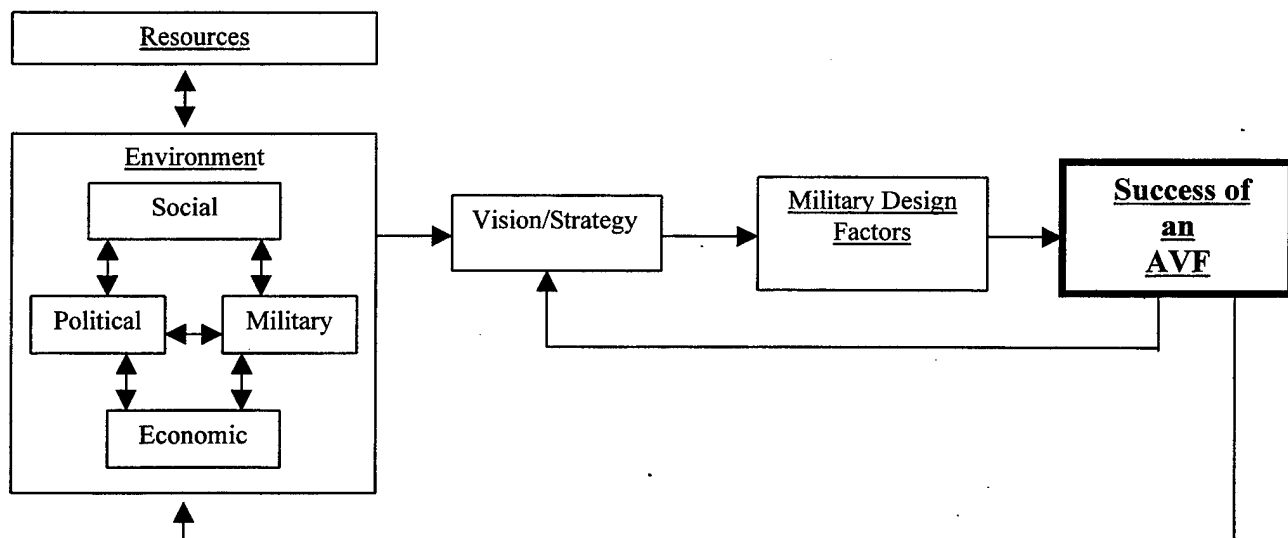 Resources
Environment
Social
Political
Military
Economic
Vision/Strategy
Military Design
Factors
Success of
an
AVF